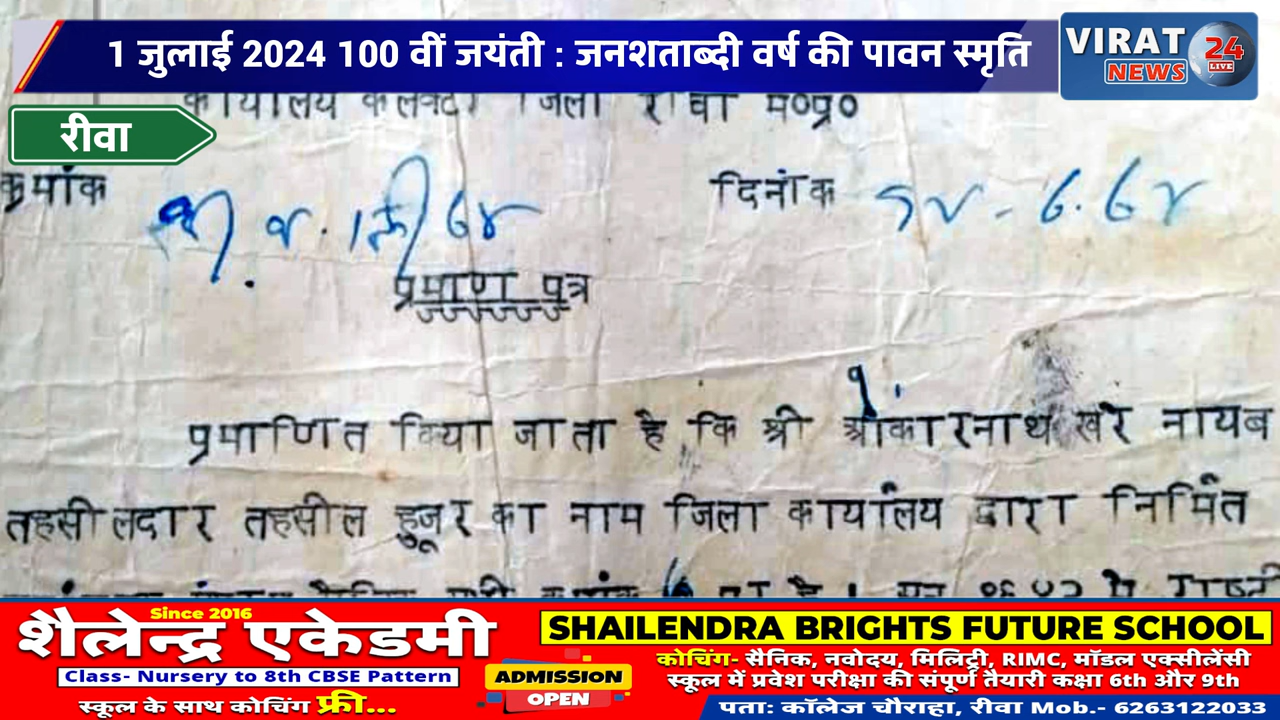 1 जुलाई 2024 100 वीं जयंती : जनशताब्दी वर्ष की पावन स्मृति
VIRAT
NEWS
24
LIVE
रीवा
कार्यालय कलेक्टर जिला रीवा म०प्र०
क्रमांक
दिनांक
प्रमाण पत्र
प्रमाणित किया जाता है कि श्री ओंकारनाथ खरे नायब
तहसीलदार तहसील हुजूर का नाम जिला कार्यालय द्वारा निर्मित
Since 2016
शैलेन्द्र एकेडमी
Class- Nursery to 8th CBSE Pattern
स्कूल के साथ कोचिंग फ्री...
ADMISSION
OPEN
SHAILENDRA BRIGHTS FUTURE SCHOOL
कोचिंग- सैनिक, नवोदय, मिलिट्री, RIMC, मॉडल एक्सीलेंसी
स्कूल में प्रवेश परीक्षा की संपूर्ण तैयारी कक्षा 6th और 9th
पता: कॉलेज चौराहा, रीवा Mob.- 6263122033